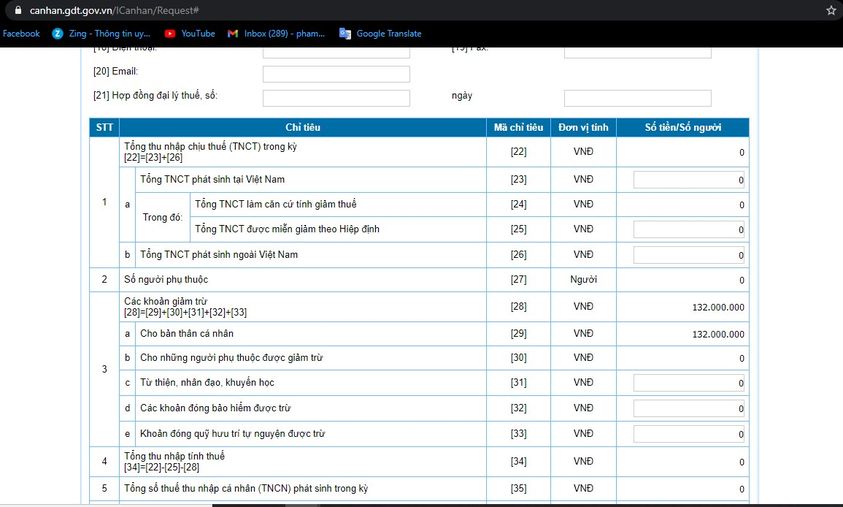 canhan.gdt.gov.vn/ICanhan/Request#
Facebook Zing - Thông tin uy... YouTube Inbox (289) - pham... Google Translate
[18] Điện thoại: [19] Fax:
[20] Email:
[21] Hợp đồng đại lý thuế, số: ngày
STT Chỉ tiêu Mã chỉ tiêu Đơn vị tính Số tiền/Số người
1 Tổng thu nhập chịu thuế (TNCT) trong kỳ
[22]=[23]+[26] [22] VNĐ 0
a Tổng TNCT phát sinh tại Việt Nam [23] VNĐ 0
Trong đó: Tổng TNCT làm căn cứ tính giảm thuế [24] VNĐ 0
Tổng TNCT được miễn giảm theo Hiệp định [25] VNĐ 0
b Tổng TNCT phát sinh ngoài Việt Nam [26] VNĐ 0
2 Số người phụ thuộc [27] Người 0
3 Các khoản giảm trừ
[28]=[29]+[30]+[31]+[32]+[33] [28] VNĐ 132.000.000
a Cho bản thân cá nhân [29] VNĐ 132.000.000
b Cho những người phụ thuộc được giảm trừ [30] VNĐ 0
c Từ thiện, nhân đạo, khuyến học [31] VNĐ 0
d Các khoản đóng bảo hiểm được trừ [32] VNĐ 0
e Khoản đóng quỹ hưu trí tự nguyện được trừ [33] VNĐ 0
4 Tổng thu nhập tính thuế
[34]=[22]-[25]-[28] [34] VNĐ 0
5 Tổng số thuế thu nhập cá nhân (TNCN) phát sinh trong kỳ [35] VNĐ 0